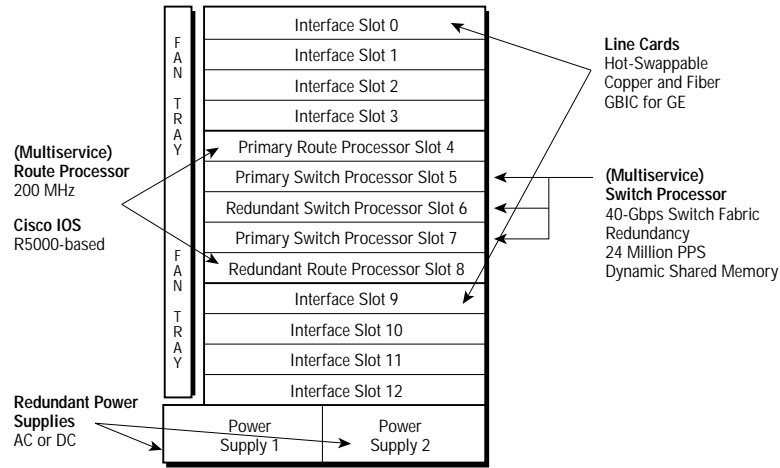 FAN TRAY
FAN TRAY
Interface Slot 0
Interface Slot 1
Interface Slot 2
Interface Slot 3
Primary Route Processor Slot 4
Primary Switch Processor Slot 5
Redundant Switch Processor Slot 6
Primary Switch Processor Slot 7
Redundant Route Processor Slot 8
Interface Slot 9
Interface Slot 10
Interface Slot 11
Interface Slot 12
Power
Supply 1
Power
Supply 2
(Multiservice)
Route Processor
200 MHz
Cisco IOS
R5000-based
Redundant Power
Supplies
AC or DC
Line Cards
Hot-Swappable
Copper and Fiber
GBIC for GE
(Multiservice)
Switch Processor
40-Gbps Switch Fabric
Redundancy
24 Million PPS
Dynamic Shared Memory